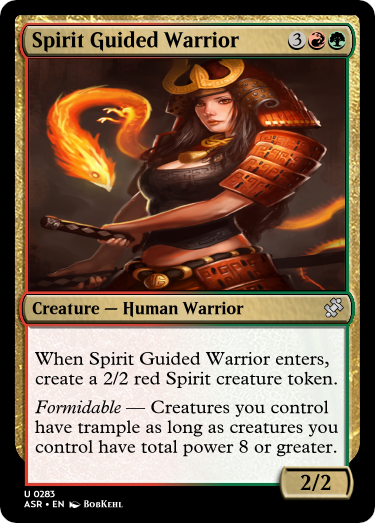 Spirit Guided Warrior 3
Creature — Human Warrior
When Spirit Guided Warrior enters,
create a 2/2 red Spirit creature token.
Formidable — Creatures you control
have trample as long as creatures you
control have total power 8 or greater.
2/2
U 0283
ASR • EN BobKehl